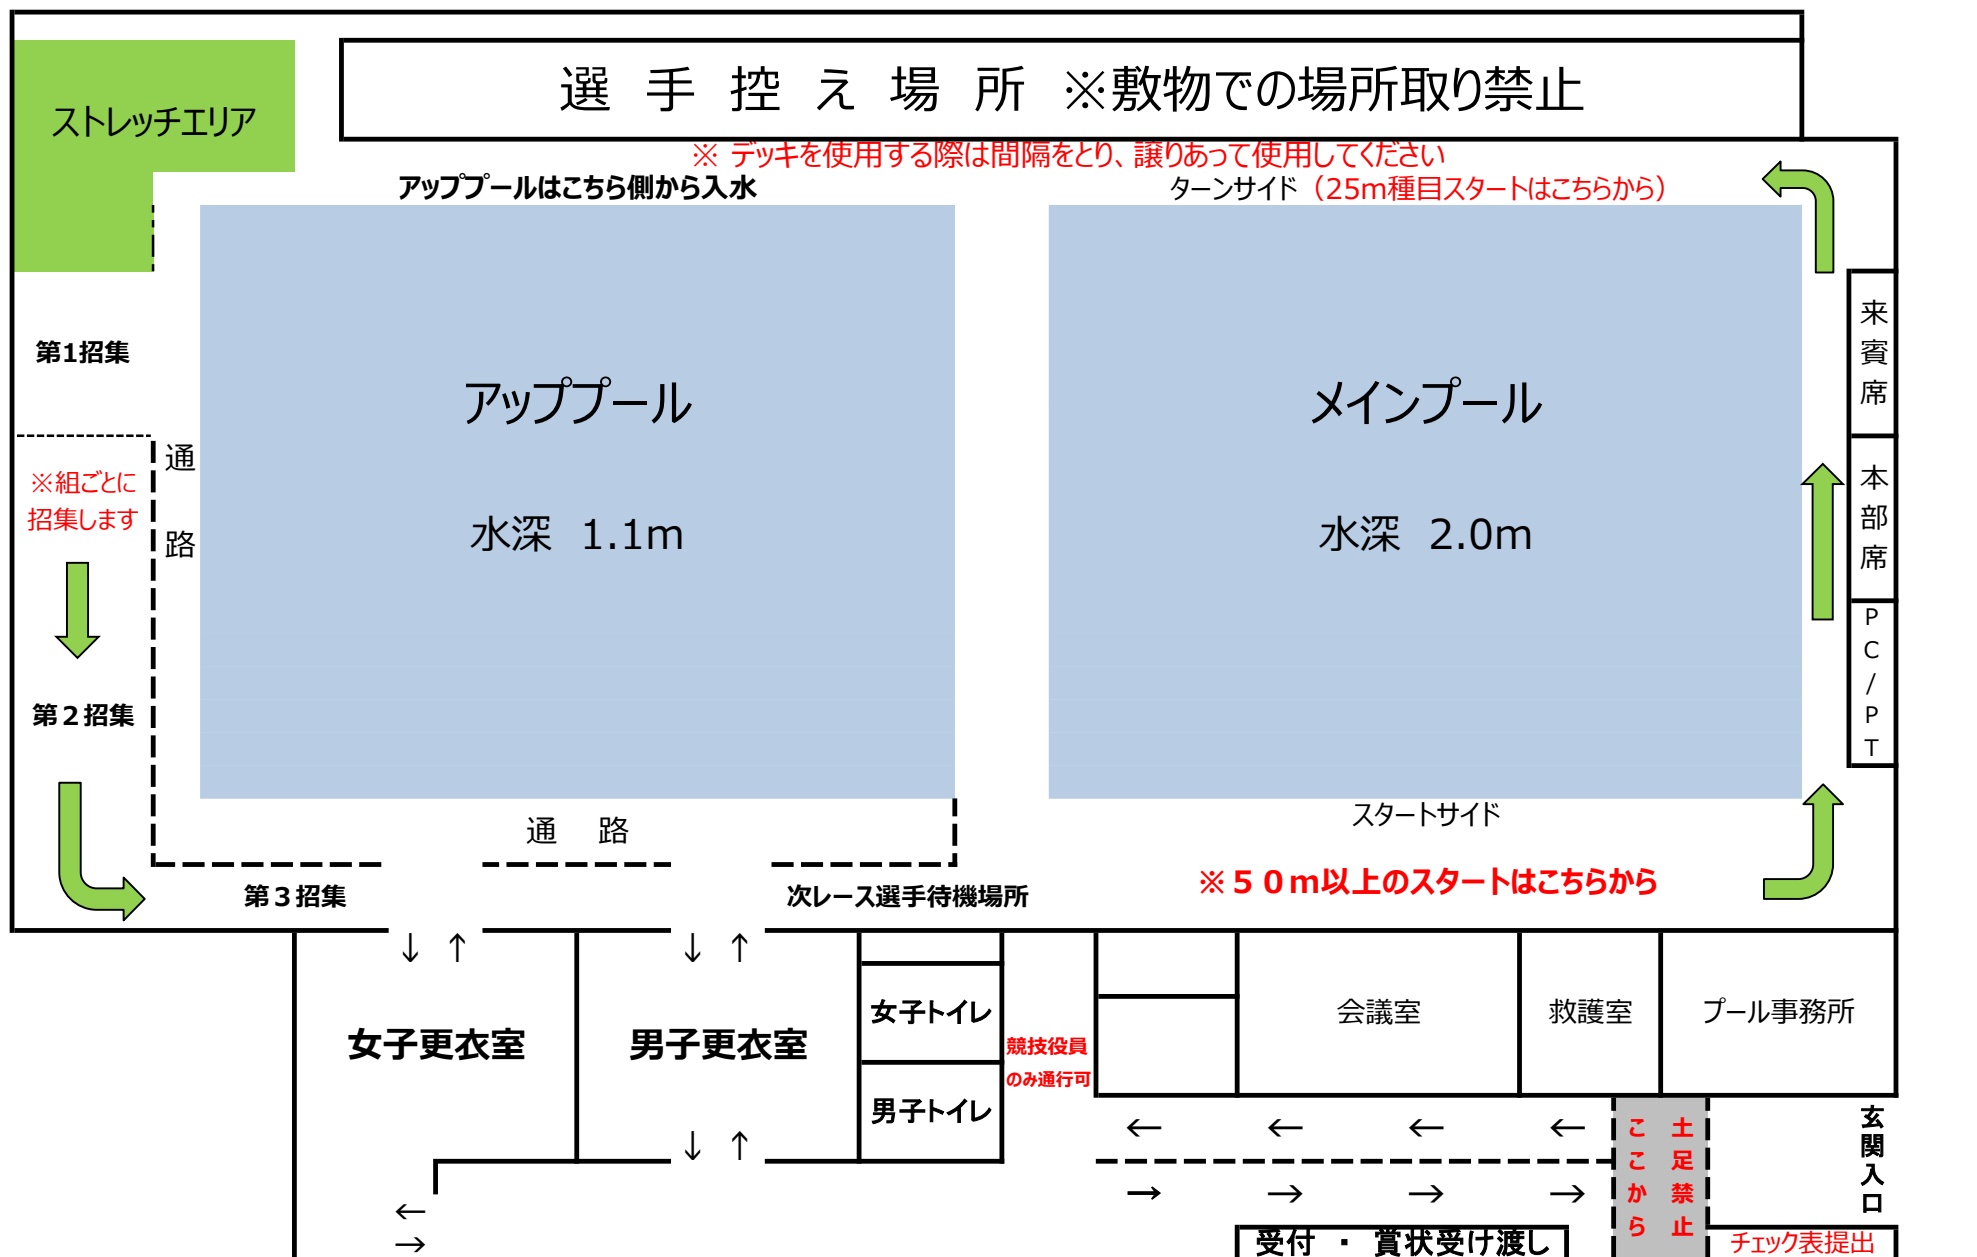 選 手 控 え 場 所 ※敷物での場所取り禁止
ストレッチエリア
※ デッキを使用する際は間隔をとり、譲りあって使用してください
アッププールはこちら側から入水
ターンサイド（25m種目スタートはこちらから）
第1招集
アッププール
水深 1.1m
メインプール
水深 2.0m
来賓席
本部席
PC/PT
通路
※組ごとに
招集します
第２招集
通 路
スタートサイド
※５０m以上のスタートはこちらから
第３招集
次レース選手待機場所
↓ ↑
↓ ↑
女子更衣室
男子更衣室
女子トイレ
男子トイレ
競技役員
のみ通行可
会議室
救護室
プール事務所
← ← ← ←
→ → → →
↓ ↑
←
→
土足禁止
ここから
玄関入口
受付 ・ 賞状受け渡し
チェック表提出